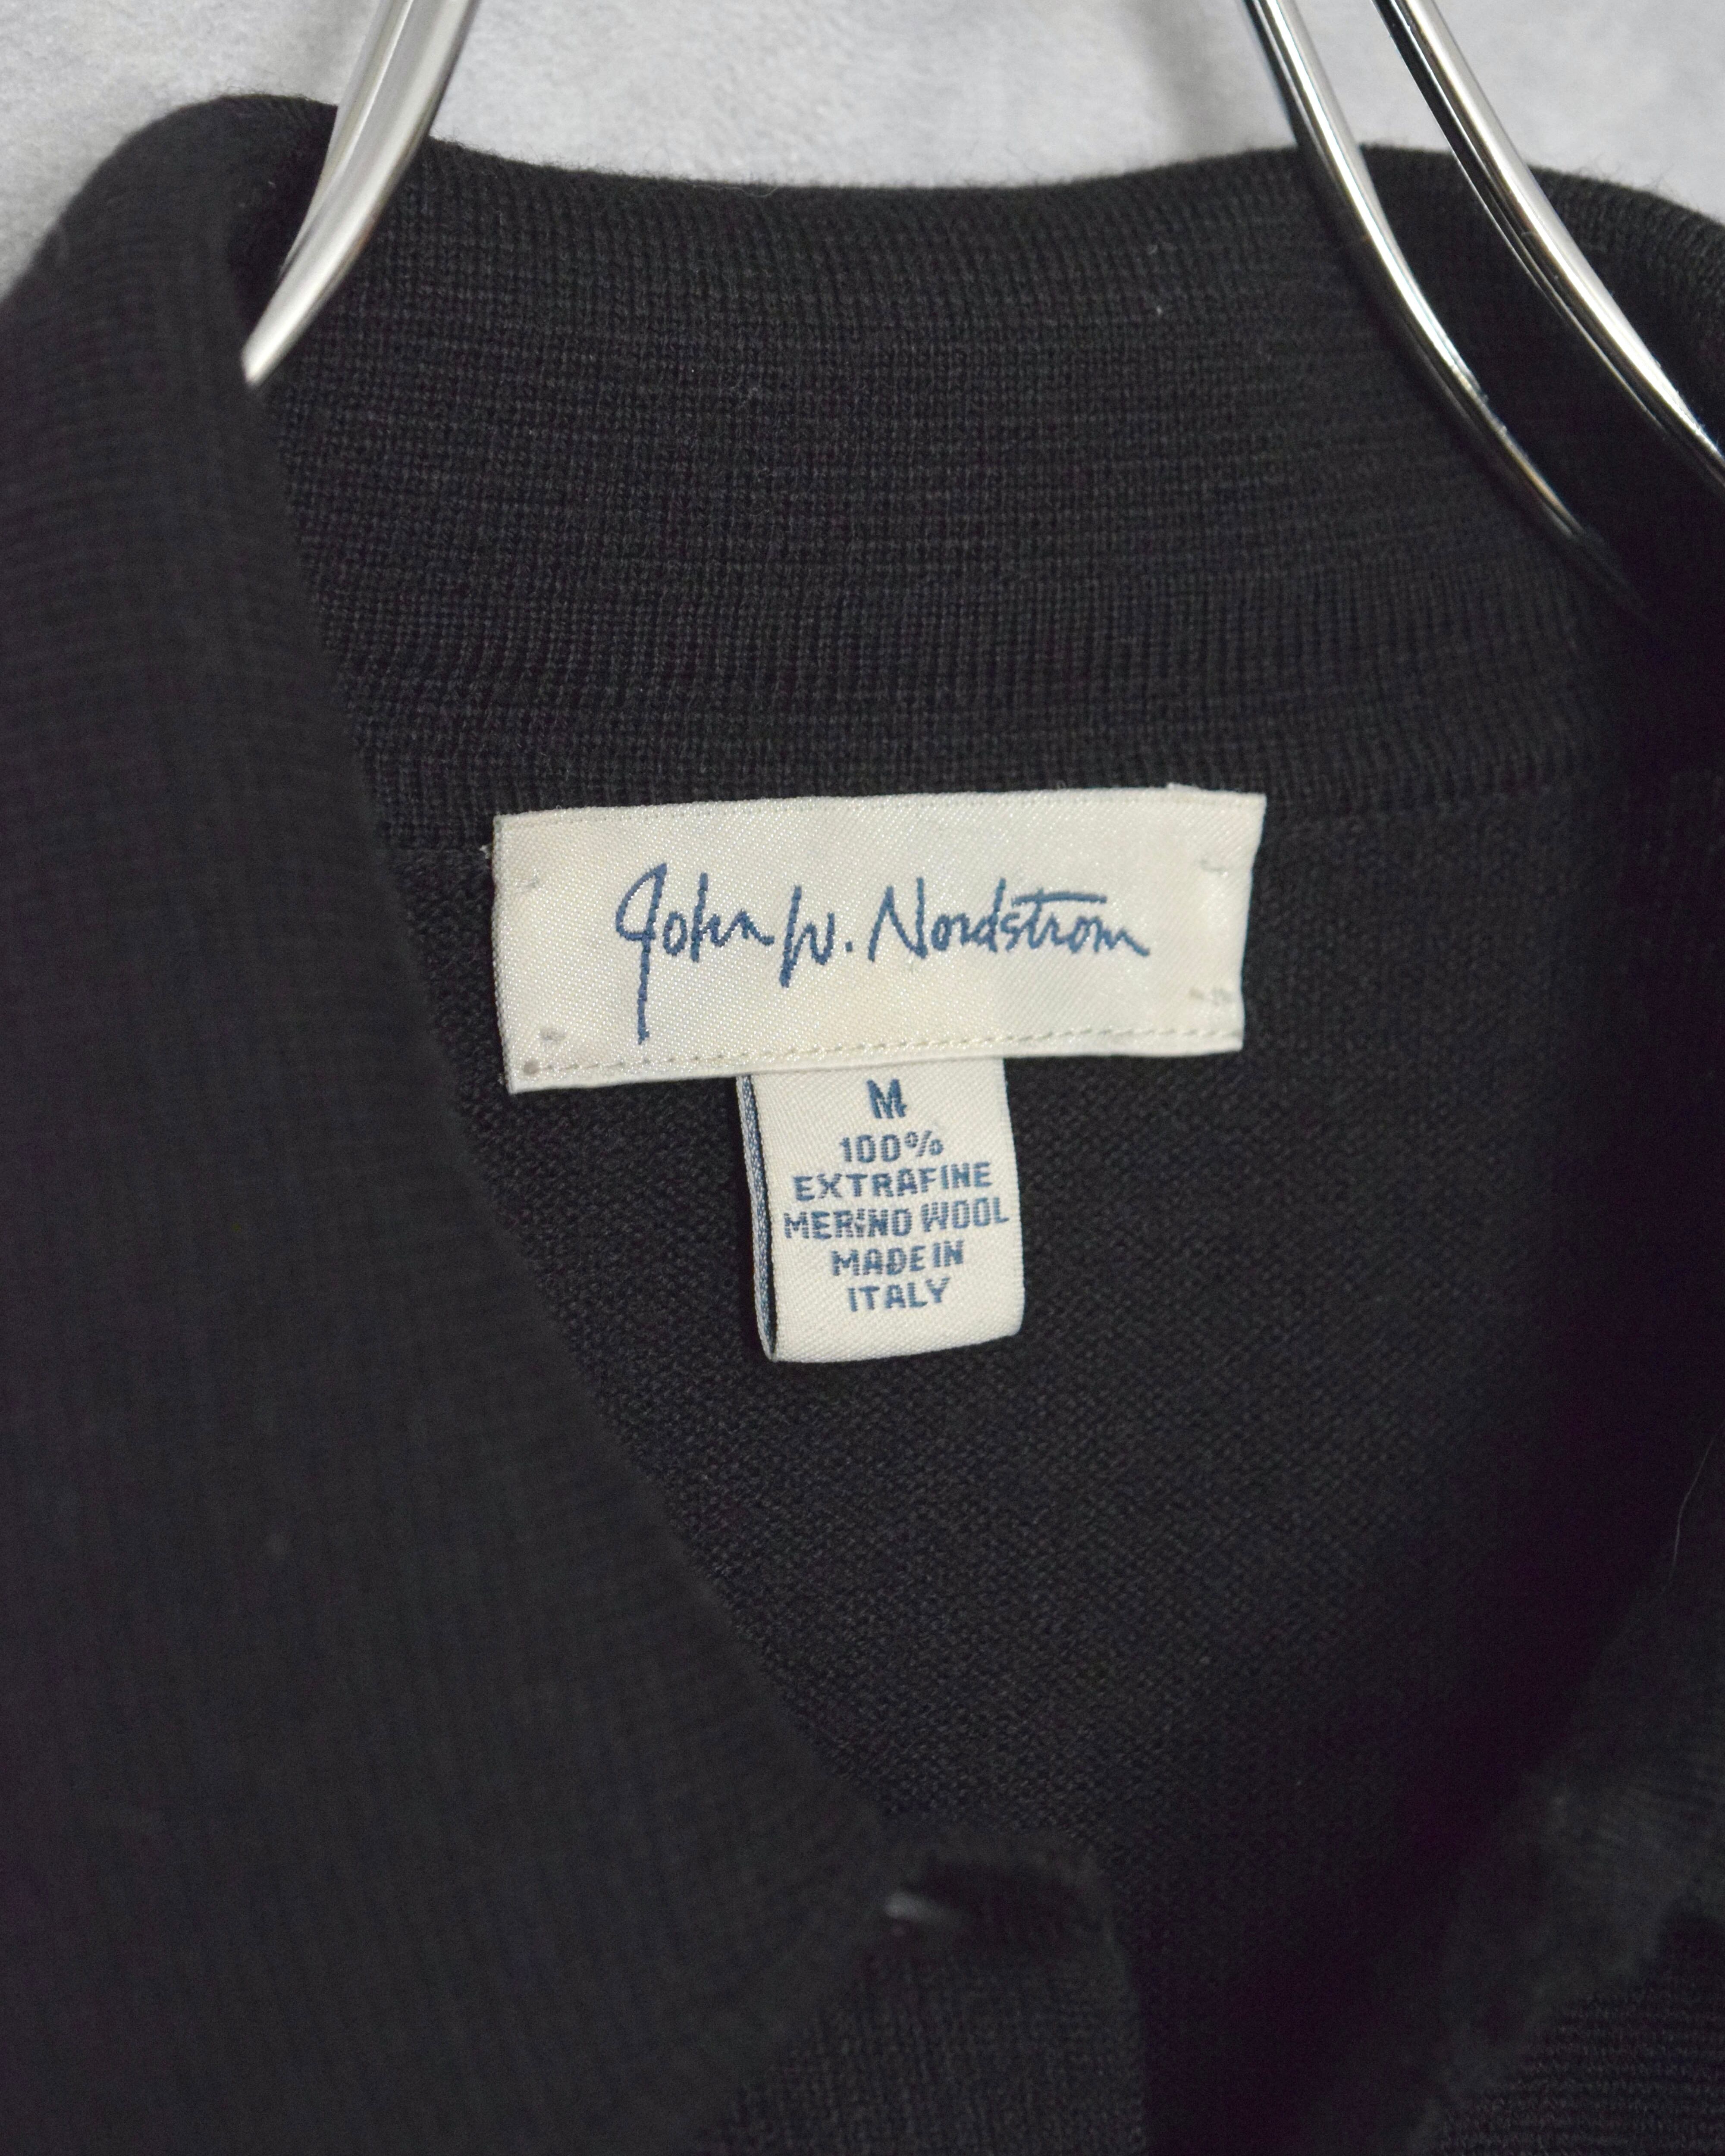 John W. Nordstrom
M
100%
EXTRAFINE
MERINO WOOL
MADE IN
ITALY